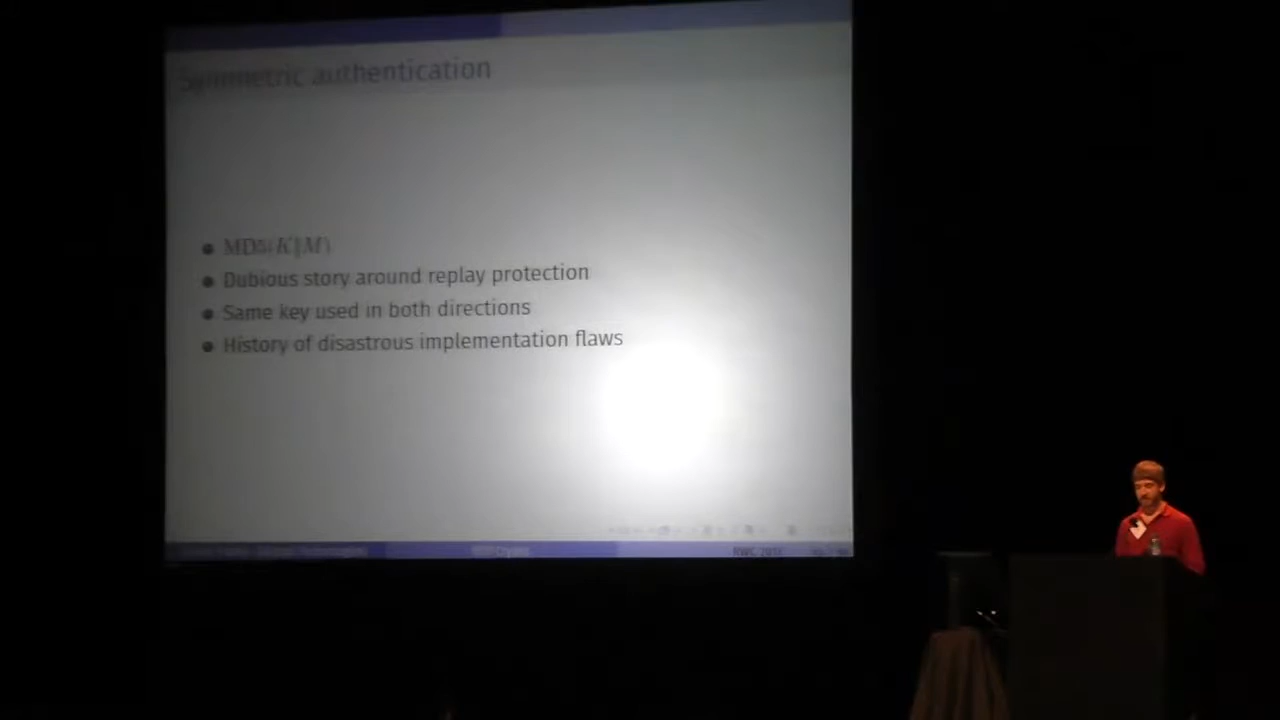 Symmetric authentication
MD5(K‖M)
Dubious story around replay protection
Same key used in both directions
History of disastrous implementation flaws
RWC